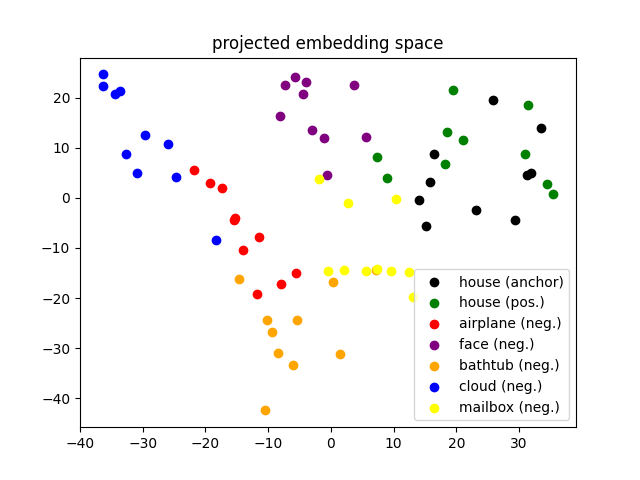 projected embedding space
20
10
0
−10
−20
−30
−40
house (anchor)
house (pos.)
airplane (neg.)
face (neg.)
bathtub (neg.)
cloud (neg.)
mailbox (neg.)
−40 −30 −20 −10 0 10 20 30